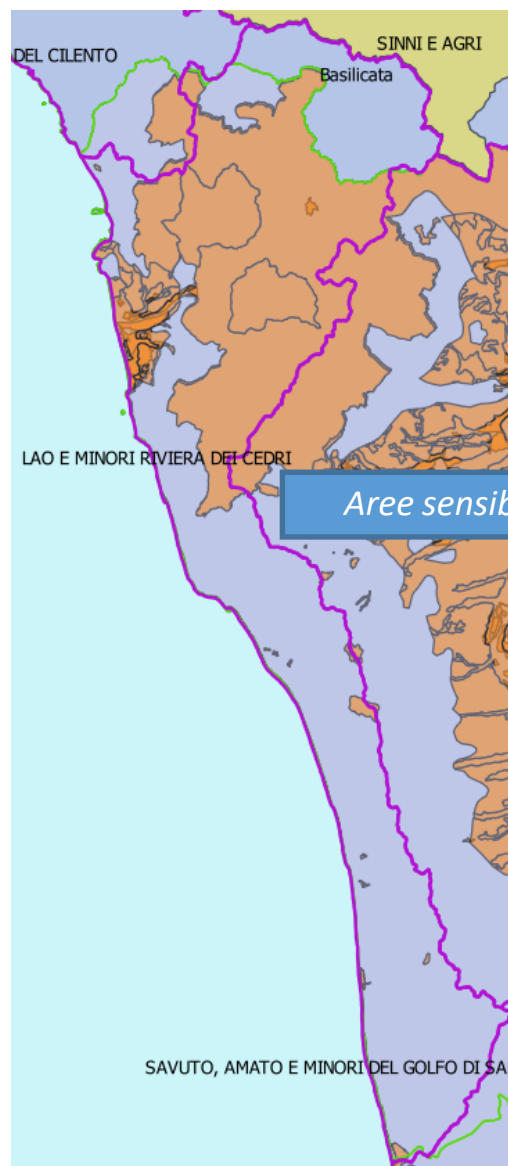 SINNI E AGRI
DEL CILENTO
Basilicata
LAO E MINORI RIVIERA DEI CEDRI
Aree sensib
SAVUTO, AMATO E MINORI DEL GOLFO DI SA